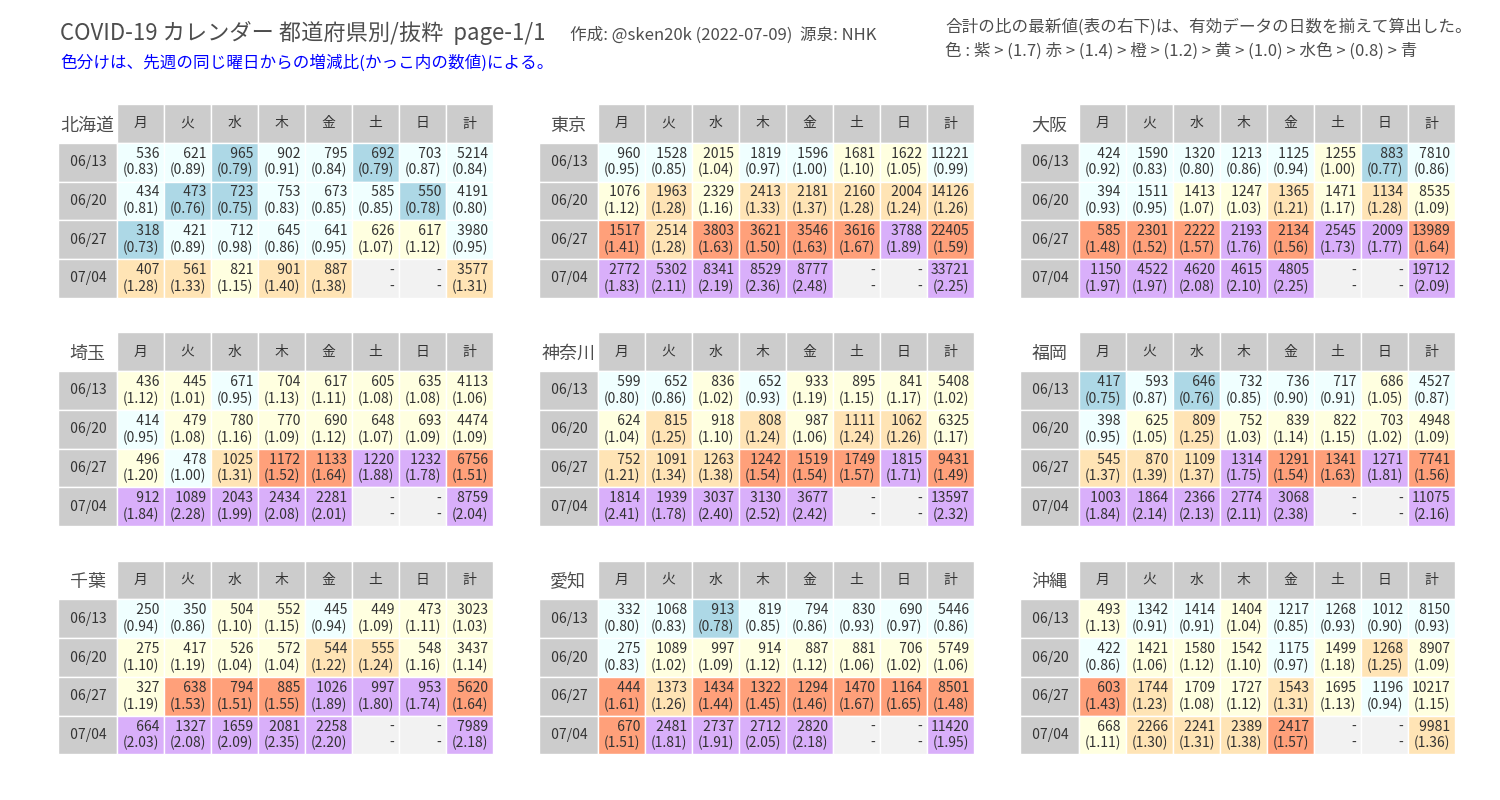 COVID-19 カレンダー 都道府県別/抜粋 page-1/1 作成: @sken20k (2022-07-09) 源泉: NHK
色分けは、先週の同じ曜日からの増減比(かっこ内の数値)による。
合計の比の最新値(表の右下)は、有効データの日数を揃えて算出した。
色 : 紫 > (1.7) 赤 > (1.4) > 橙 > (1.2) > 黄 > (1.0) > 水色 > (0.8) > 青
北海道 月 火 水 木 金 土 日 計
06/13 536 621 965 902 795 692 703 5214
(0.83) (0.89) (0.79) (0.91) (0.84) (0.79) (0.87) (0.84)
06/20 434 473 723 753 673 585 550 4191
(0.81) (0.76) (0.75) (0.83) (0.85) (0.85) (0.78) (0.80)
06/27 318 421 712 645 641 626 617 3980
(0.73) (0.89) (0.98) (0.86) (0.95) (1.07) (1.12) (0.95)
07/04 407 561 821 901 887 - - 3577
(1.28) (1.33) (1.15) (1.40) (1.38) - - (1.31)
東京 月 火 水 木 金 土 日 計
06/13 960 1528 2015 1819 1596 1681 1622 11221
(0.95) (0.85) (1.04) (0.97) (1.00) (1.10) (1.05) (0.99)
06/20 1076 1963 2329 2413 2181 2160 2004 14126
(1.12) (1.28) (1.16) (1.33) (1.37) (1.28) (1.24) (1.26)
06/27 1517 2514 3803 3621 3546 3616 3788 22405
(1.41) (1.28) (1.63) (1.50) (1.63) (1.67) (1.89) (1.59)
07/04 2772 5302 8341 8529 8777 - - 33721
(1.83) (2.11) (2.19) (2.36) (2.48) - - (2.25)
大阪 月 火 水 木 金 土 日 計
06/13 424 1590 1320 1213 1125 1255 883 7810
(0.92) (0.83) (0.80) (0.86) (0.94) (1.00) (0.77) (0.86)
06/20 394 1511 1413 1247 1365 1471 1134 8535
(0.93) (0.95) (1.07) (1.03) (1.21) (1.17) (1.28) (1.09)
06/27 585 2301 2222 2193 2134 2545 2009 13989
(1.48) (1.52) (1.57) (1.76) (1.56) (1.73) (1.77) (1.64)
07/04 1150 4522 4620 4615 4805 - - 19712
(1.97) (1.97) (2.08) (2.10) (2.25) - - (2.09)
埼玉 月 火 水 木 金 土 日 計
06/13 436 445 671 704 617 605 635 4113
(1.12) (1.01) (0.95) (1.13) (1.11) (1.08) (1.08) (1.06)
06/20 414 479 780 770 690 648 693 4474
(0.95) (1.08) (1.16) (1.09) (1.12) (1.07) (1.09) (1.09)
06/27 496 478 1025 1172 1133 1220 1232 6756
(1.20) (1.00) (1.31) (1.52) (1.64) (1.88) (1.78) (1.51)
07/04 912 1089 2043 2434 2281 - - 8759
(1.84) (2.28) (1.99) (2.08) (2.01) - - (2.04)
神奈川 月 火 水 木 金 土 日 計
06/13 599 652 836 652 933 895 841 5408
(0.80) (0.86) (1.02) (0.93) (1.19) (1.15) (1.17) (1.02)
06/20 624 815 918 808 987 1111 1062 6325
(1.04) (1.25) (1.10) (1.24) (1.06) (1.24) (1.26) (1.17)
06/27 752 1091 1263 1242 1519 1749 1815 9431
(1.21) (1.34) (1.38) (1.54) (1.54) (1.57) (1.71) (1.49)
07/04 1814 1939 3037 3130 3677 - - 13597
(2.41) (1.78) (2.40) (2.52) (2.42) - - (2.32)
福岡 月 火 水 木 金 土 日 計
06/13 417 593 646 732 736 717 686 4527
(0.75) (0.87) (0.76) (0.85) (0.90) (0.91) (1.05) (0.87)
06/20 398 625 809 752 839 822 703 4948
(0.95) (1.05) (1.25) (1.03) (1.14) (1.15) (1.02) (1.09)
06/27 545 870 1109 1314 1291 1341 1271 7741
(1.37) (1.39) (1.37) (1.75) (1.54) (1.63) (1.81) (1.56)
07/04 1003 1864 2366 2774 3068 - - 11075
(1.84) (2.14) (2.13) (2.11) (2.38) - - (2.16)
千葉 月 火 水 木 金 土 日 計
06/13 250 350 504 552 445 449 473 3023
(0.94) (0.86) (1.10) (1.15) (0.94) (1.09) (1.11) (1.03)
06/20 275 417 526 572 544 555 548 3437
(1.10) (1.19) (1.04) (1.04) (1.22) (1.24) (1.16) (1.14)
06/27 327 638 794 885 1026 997 953 5620
(1.19) (1.53) (1.51) (1.55) (1.89) (1.80) (1.74) (1.64)
07/04 664 1327 1659 2081 2258 - - 7989
(2.03) (2.08) (2.09) (2.35) (2.20) - - (2.18)
愛知 月 火 水 木 金 土 日 計
06/13 332 1068 913 819 794 830 690 5446
(0.80) (0.83) (0.78) (0.85) (0.86) (0.93) (0.97) (0.86)
06/20 275 1089 997 914 887 881 706 5749
(0.83) (1.02) (1.09) (1.12) (1.12) (1.06) (1.02) (1.06)
06/27 444 1373 1434 1322 1294 1470 1164 8501
(1.61) (1.26) (1.44) (1.45) (1.46) (1.67) (1.65) (1.48)
07/04 670 2481 2737 2712 2820 - - 11420
(1.51) (1.81) (1.91) (2.05) (2.18) - - (1.95)
沖縄 月 火 水 木 金 土 日 計
06/13 493 1342 1414 1404 1217 1268 1012 8150
(1.13) (0.91) (0.91) (1.04) (0.85) (0.93) (0.90) (0.93)
06/20 422 1421 1580 1542 1175 1499 1268 8907
(0.86) (1.06) (1.12) (1.10) (0.97) (1.18) (1.25) (1.09)
06/27 603 1744 1709 1727 1543 1695 1196 10217
(1.43) (1.23) (1.08) (1.12) (1.31) (1.13) (0.94) (1.15)
07/04 668 2266 2241 2389 2417 - - 9981
(1.11) (1.30) (1.31) (1.38) (1.57) - - (1.36)